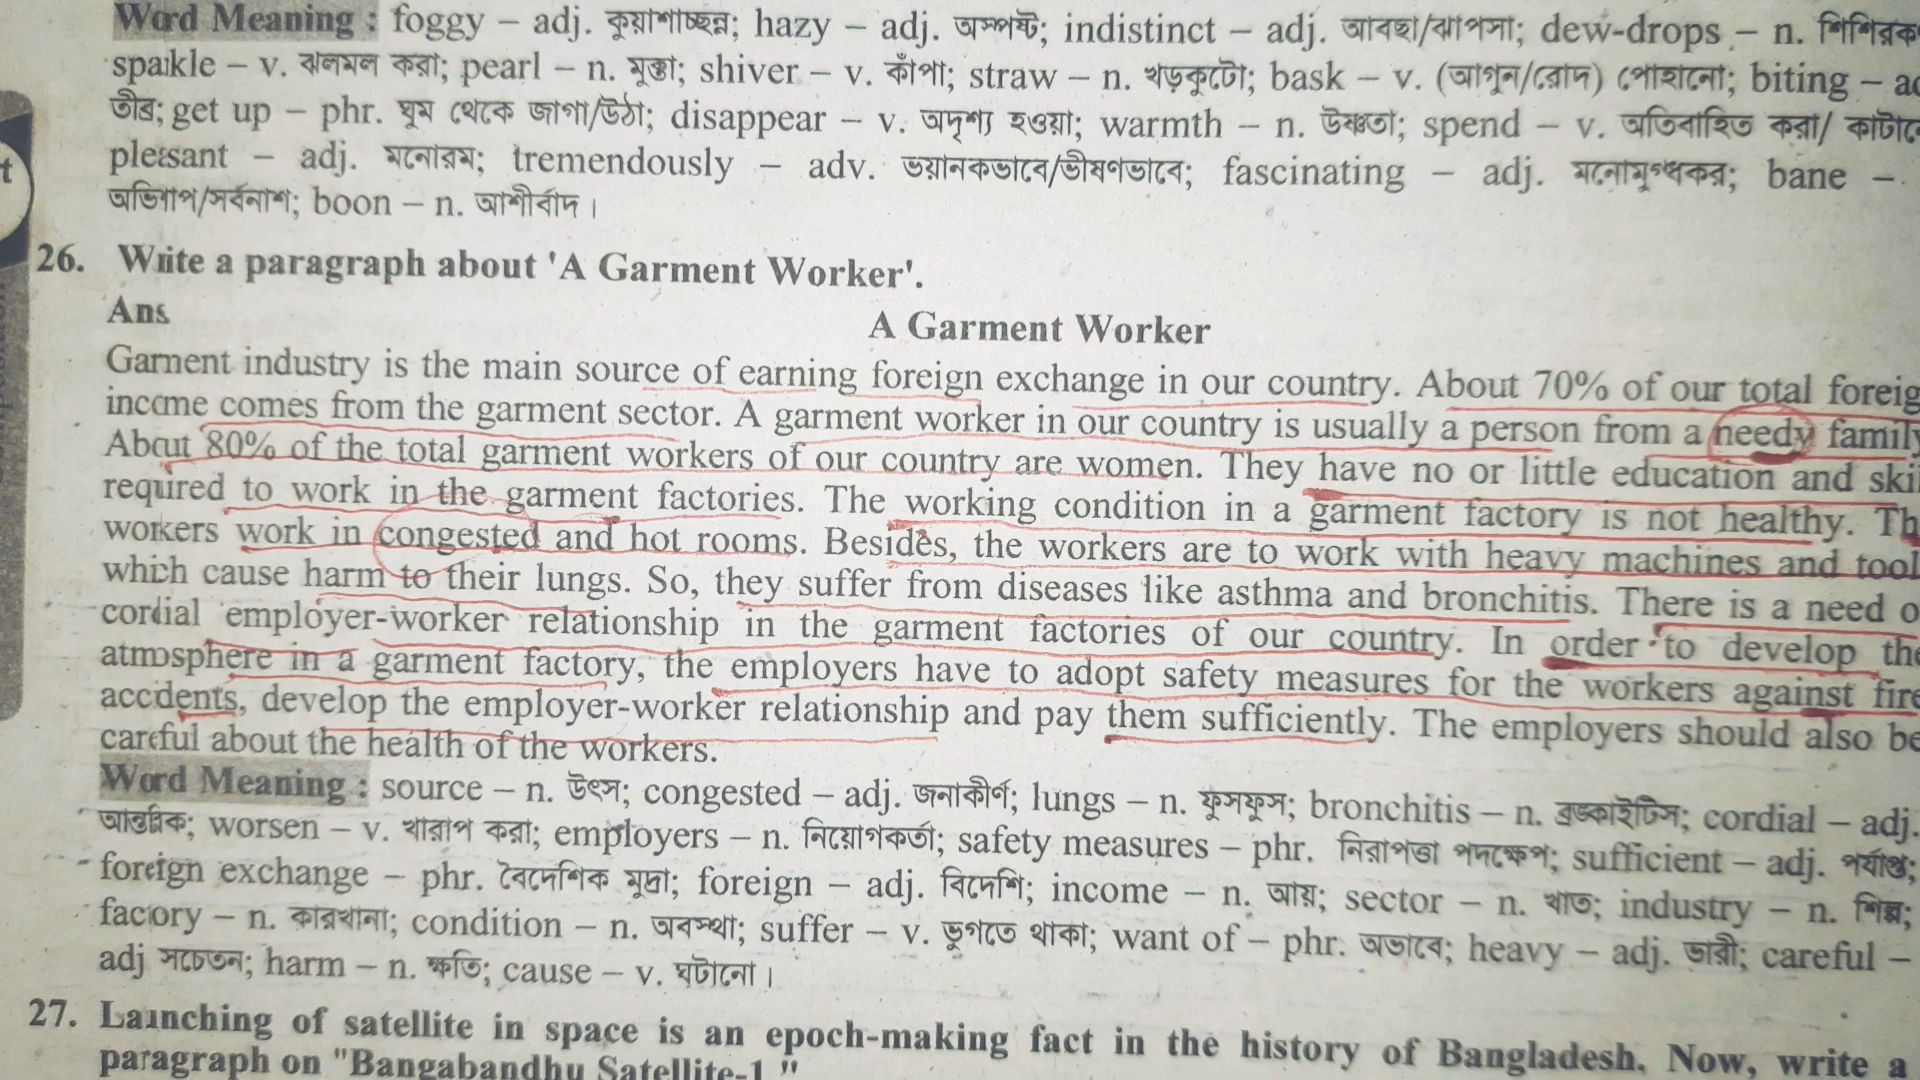 Word Meaning : foggy – adj. কুয়াশাচ্ছন্ন; hazy – adj. অস্পষ্ট; indistinct – adj. আবছা/ঝাপসা; dew-drops – n. শিশিরক
sparkle – v. ঝলমল করা; pearl – n. মুক্তা; shiver – v. কাঁপা; straw – n. খড়কুটো; bask – v. (আগুন/রোদ) পোহানো; biting – ad
তীব্র; get up – phr. ঘুম থেকে জাগা/উঠা; disappear – v. অদৃশ্য হওয়া; warmth – n. উষ্ণতা; spend – v. অতিবাহিত করা/ কাটানো
pleasant – adj. মনোরম; tremendously – adv. ভয়ানকভাবে/ভীষণভাবে; fascinating – adj. মনোমুগ্ধকর; bane –
অভিশাপ/সর্বনাশ; boon – n. আশীর্বাদ।
26. Write a paragraph about 'A Garment Worker'.
Ans
A Garment Worker
Garment industry is the main source of earning foreign exchange in our country. About 70% of our total foreig
income comes from the garment sector. A garment worker in our country is usually a person from a needy family
About 80% of the total garment workers of our country are women. They have no or little education and skil
required to work in the garment factories. The working condition in a garment factory is not healthy. Th
workers work in congested and hot rooms. Besides, the workers are to work with heavy machines and tool
which cause harm to their lungs. So, they suffer from diseases like asthma and bronchitis. There is a need o
cordial employer-worker relationship in the garment factories of our country. In order to develop the
atmosphere in a garment factory, the employers have to adopt safety measures for the workers against fire
accidents, develop the employer-worker relationship and pay them sufficiently. The employers should also be
careful about the health of the workers.
Word Meaning : source – n. উৎস; congested – adj. জনাকীর্ণ; lungs – n. ফুসফুস; bronchitis – n. ব্রঙ্কাইটিস; cordial – adj.
আন্তরিক; worsen – v. খারাপ করা; employers – n. নিয়োগকর্তা; safety measures – phr. নিরাপত্তা পদক্ষেপ; sufficient – adj. পর্যাপ্ত;
foreign exchange – phr. বৈদেশিক মুদ্রা; foreign – adj. বিদেশি; income – n. আয়; sector – n. খাত; industry – n. শিল্প;
factory – n. কারখানা; condition – n. অবস্থা; suffer – v. ভুগতে থাকা; want of – phr. অভাবে; heavy – adj. ভারী; careful –
adj সচেতন; harm – n. ক্ষতি; cause – v. ঘটানো।
27. Launching of satellite in space is an epoch-making fact in the history of Bangladesh. Now, write a
paragraph on "Bangabandhu Satellite-1."